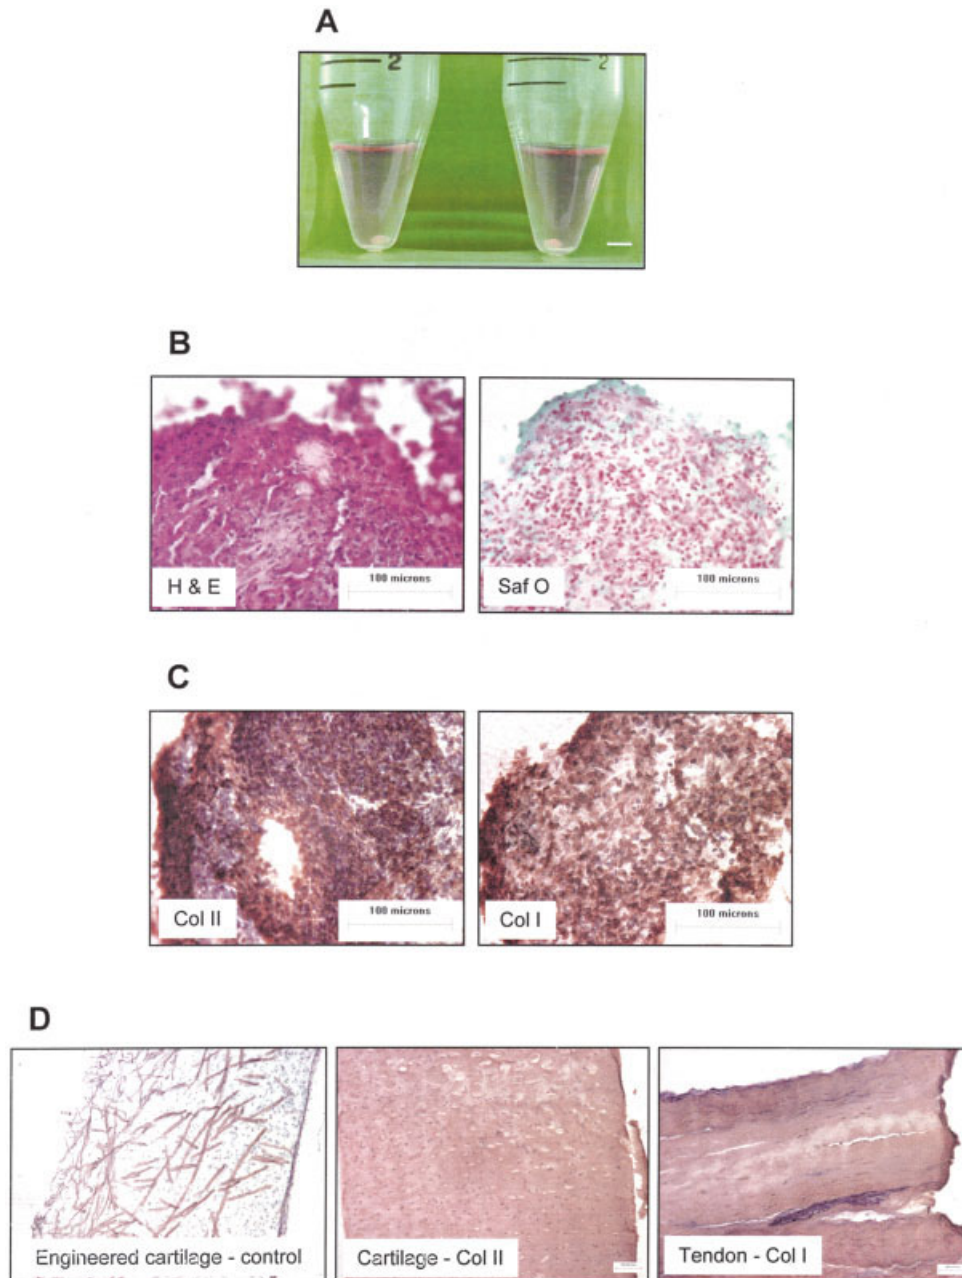 A
2
2
B
H & E
100 microns
Saf O
100 microns
C
Col II
100 microns
Col I
100 microns
D
Engineered cartilage - control
Cartilage - Col II
Tendon - Col I